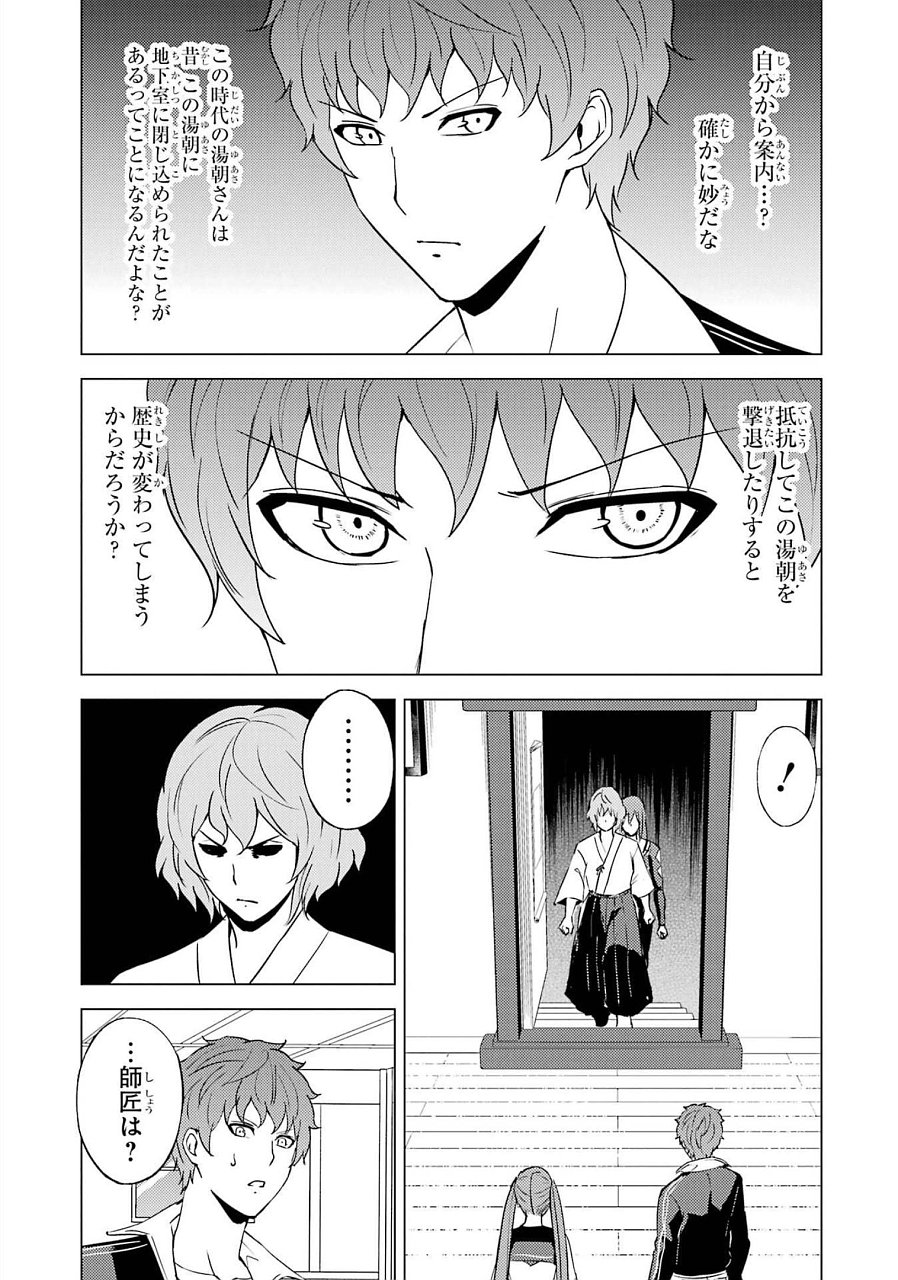 自分から案内…？
確かに妙だな
この時代の湯朝さんは
昔 この湯朝に
地下室に閉じ込められたことが
あるってことになるんだよな？
抵抗してこの湯朝を
撃退したりすると
歴史が変わってしまう
からだろうか？
！
………
…師匠は？